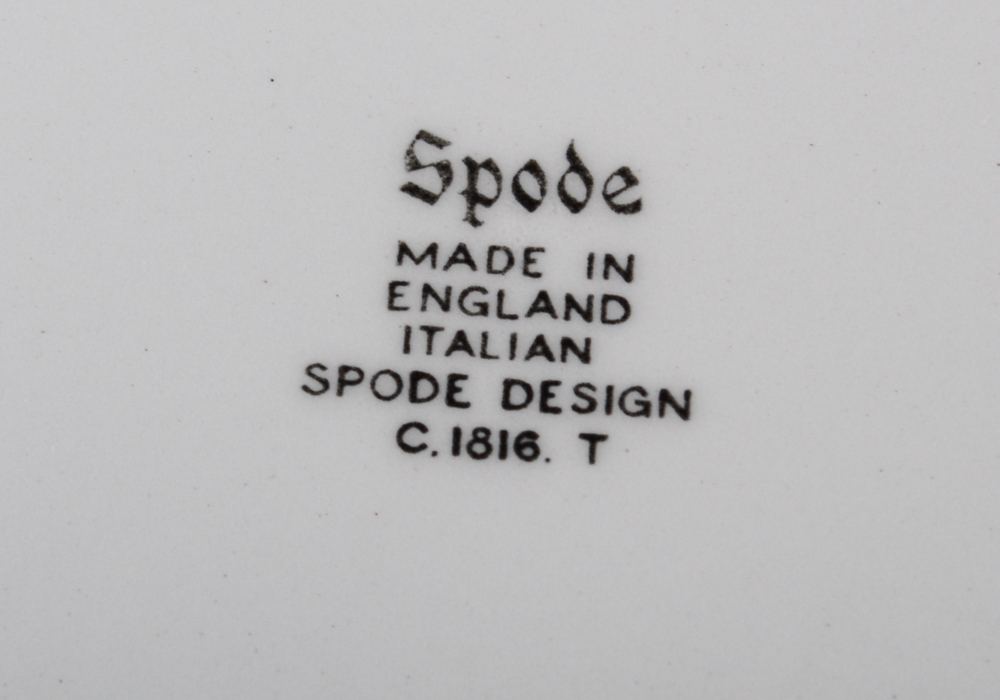 Spode
MADE IN
ENGLAND
ITALIAN
SPODE DESIGN
C.1816. T